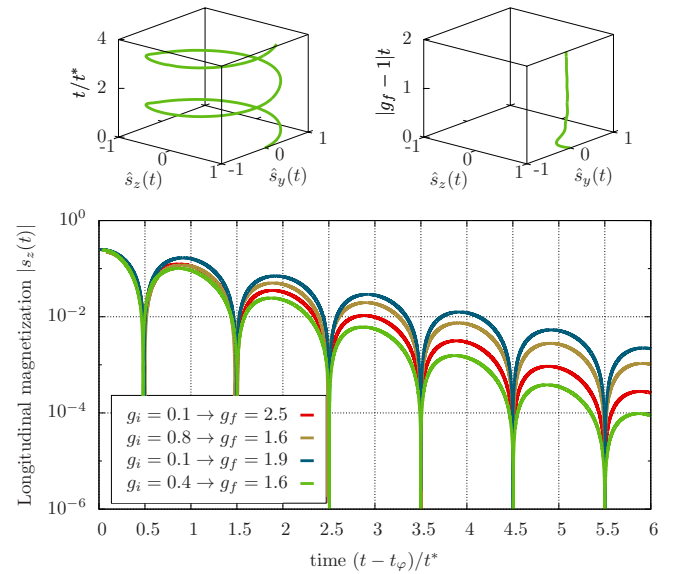 4
2
0
-1
0
1
-1
0
1
t/t*
ŝ_z(t)
ŝ_y(t)
2
1
0
-1
0
1
-1
0
1
|g_f − 1|t
ŝ_z(t)
ŝ_y(t)
Longitudinal magnetization |s_z(t)|
10^0
10^−2
10^−4
10^−6
g_i = 0.1 → g_f = 2.5
g_i = 0.8 → g_f = 1.6
g_i = 0.1 → g_f = 1.9
g_i = 0.4 → g_f = 1.6
0 0.5 1 1.5 2 2.5 3 3.5 4 4.5 5 5.5 6
time (t − t_φ)/t*